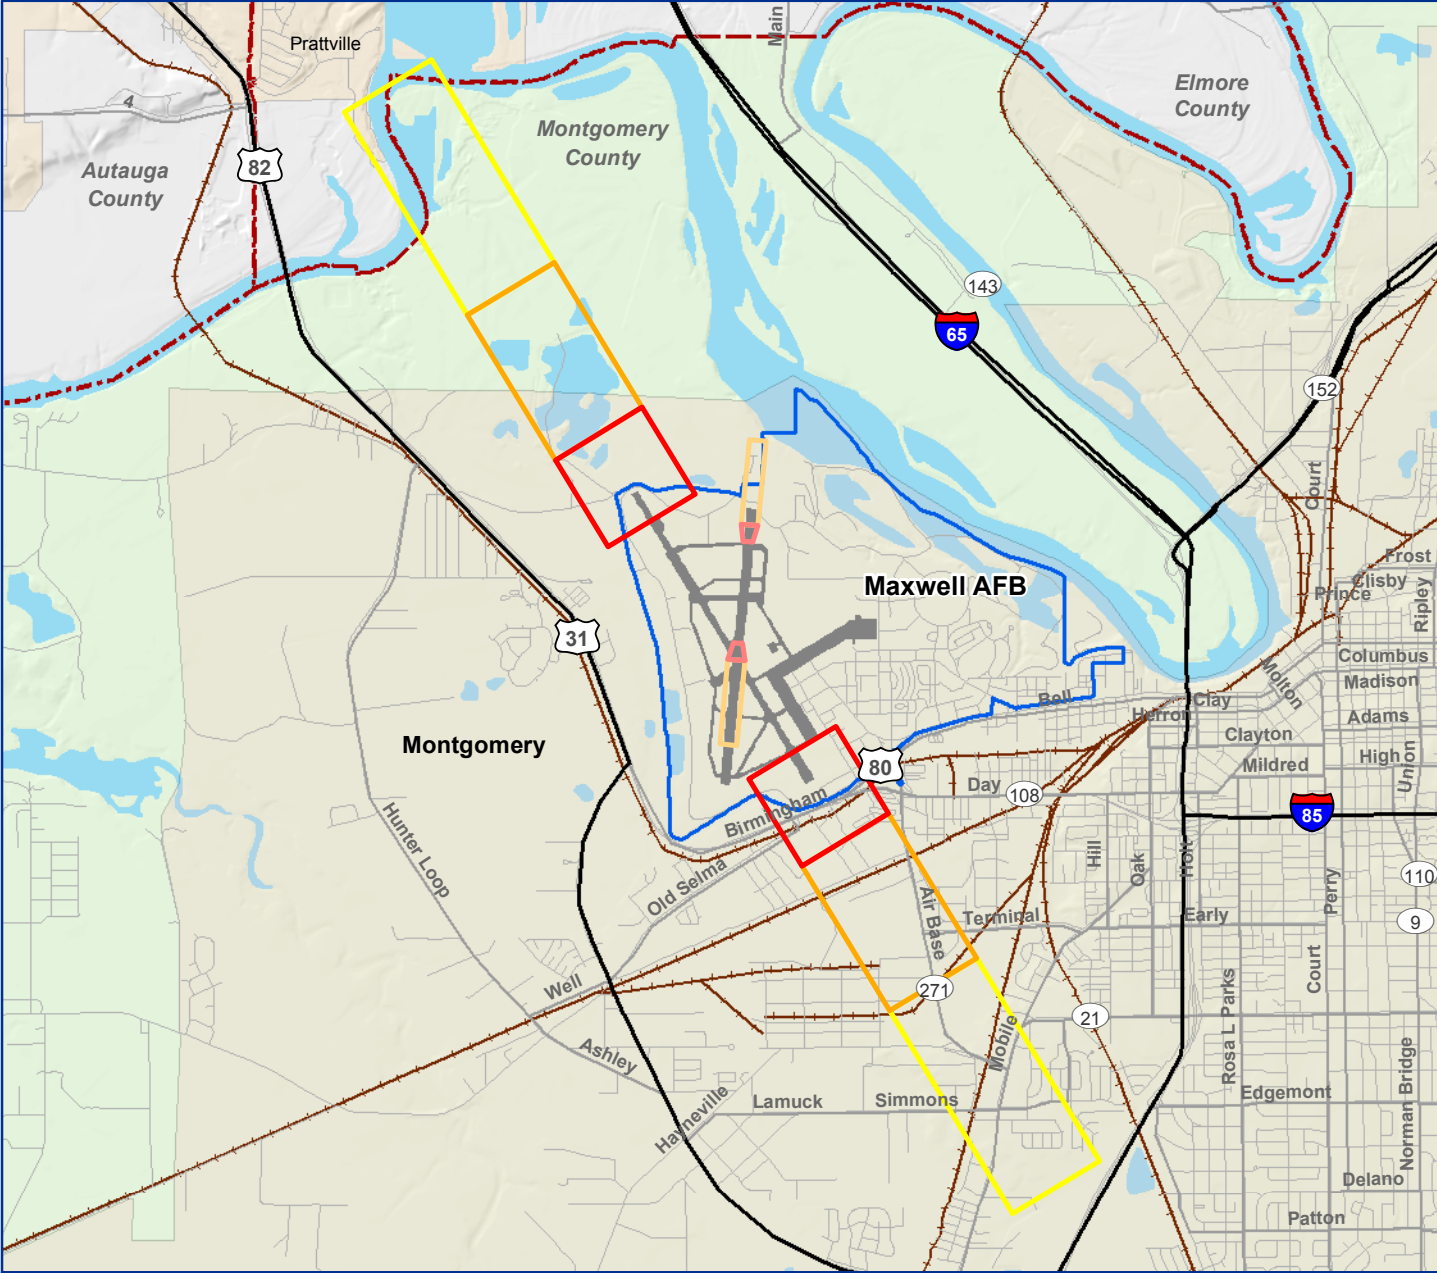 Prattville
Main
Elmore
County
4
Montgomery
County
Autauga
County
82
143
65
152
Court
Frost
Clisby
Prince
Ripley
Maxwell AFB
31
Columbus
Molton
Madison
Bell
Clay
Herron
Adams
Montgomery
Clayton
High
Union
80
Mildred
Day
108
Birmingham
85
Hunter Loop
Hill
Oak
Holt
110
Old Selma
Perry
Air Base
Terminal
Early
9
Well
271
Court
Rosa L Parks
21
Mobile
Ashley
Norman Bridge
Lamuck
Simmons
Edgemont
Hayneville
Delano
Patton